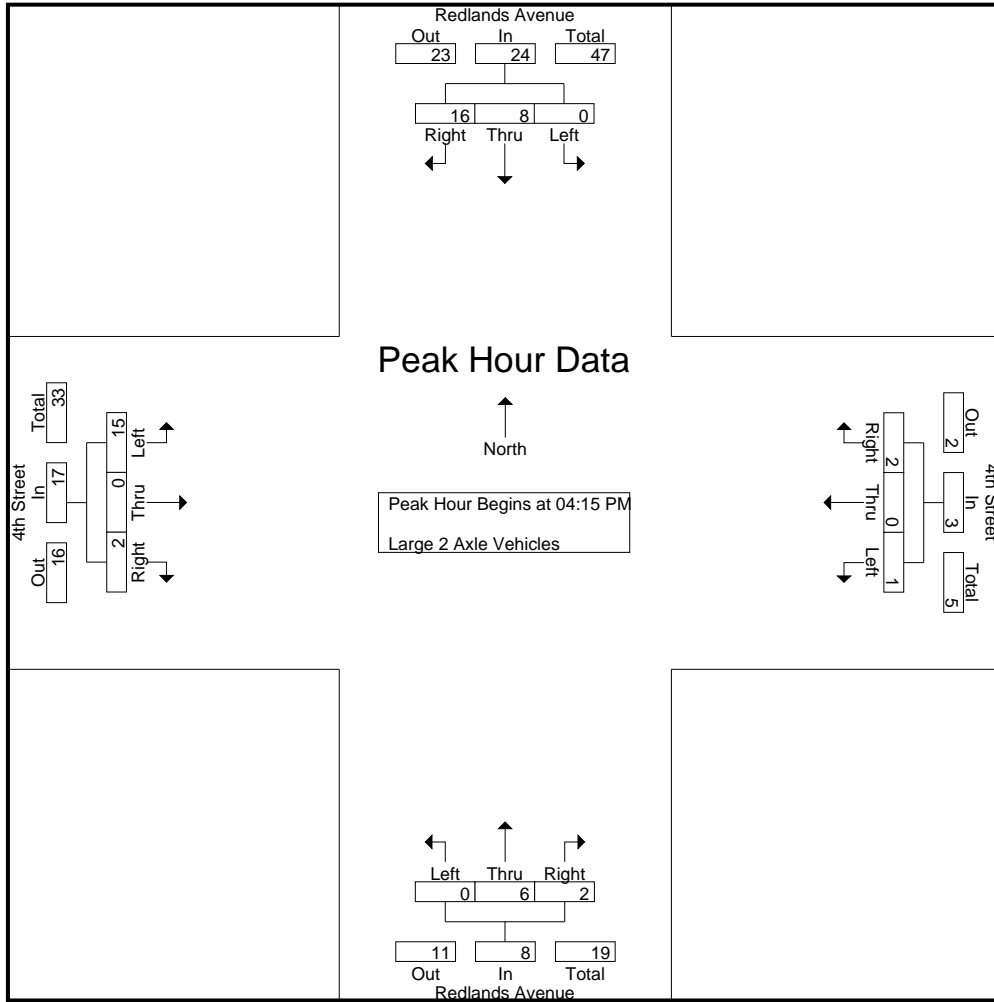 Redlands Avenue
Out In Total
23 24 47
16 8 0
Right Thru Left
Peak Hour Data
North
Peak Hour Begins at 04:15 PM
Large 2 Axle Vehicles
4th Street
Total In Out
33 17 16
15 0 2
Left Thru Right
4th Street
Out In Total
2 3 5
2 0 1
Right Thru Left
Left Thru Right
0 6 2
11 8 19
Out In Total
Redlands Avenue